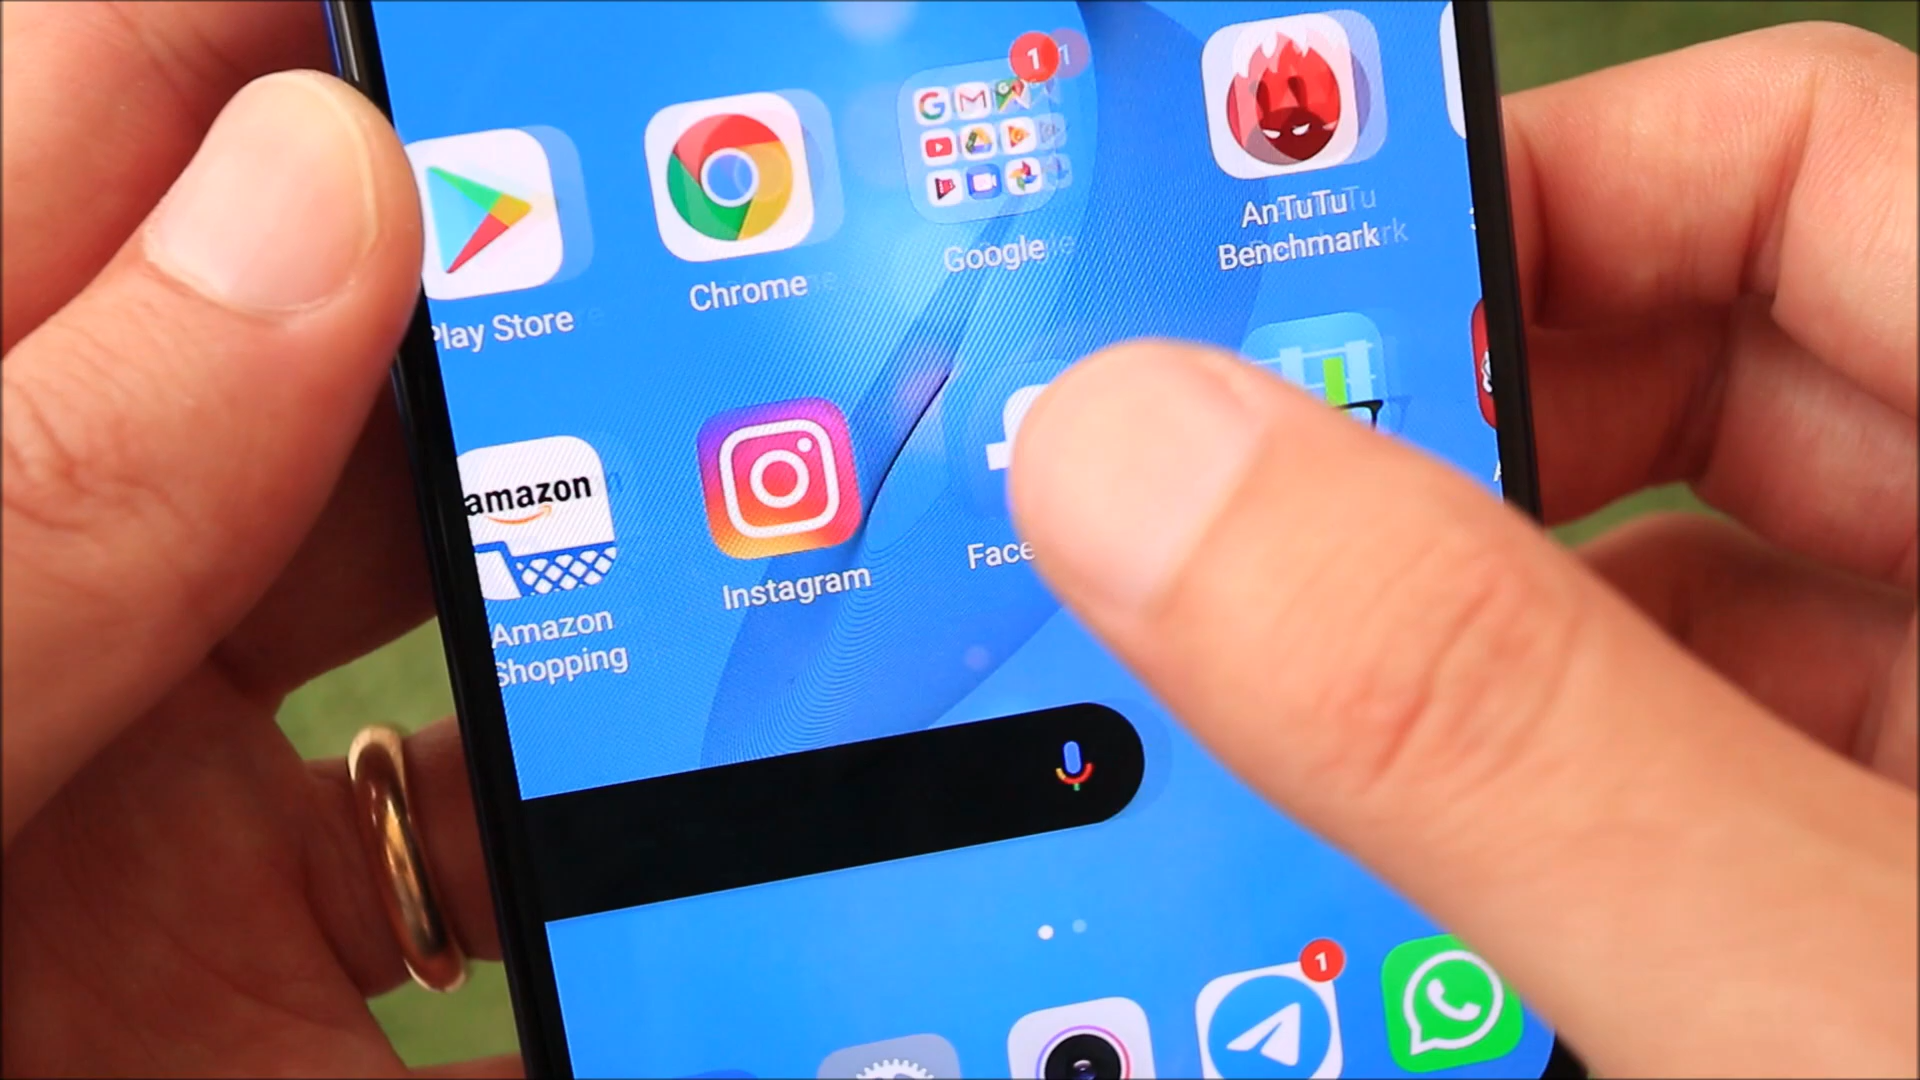 1
AnTuTu
Benchmark
Google
Chrome
Play Store
amazon
Instagram
Face
Amazon
Shopping
1